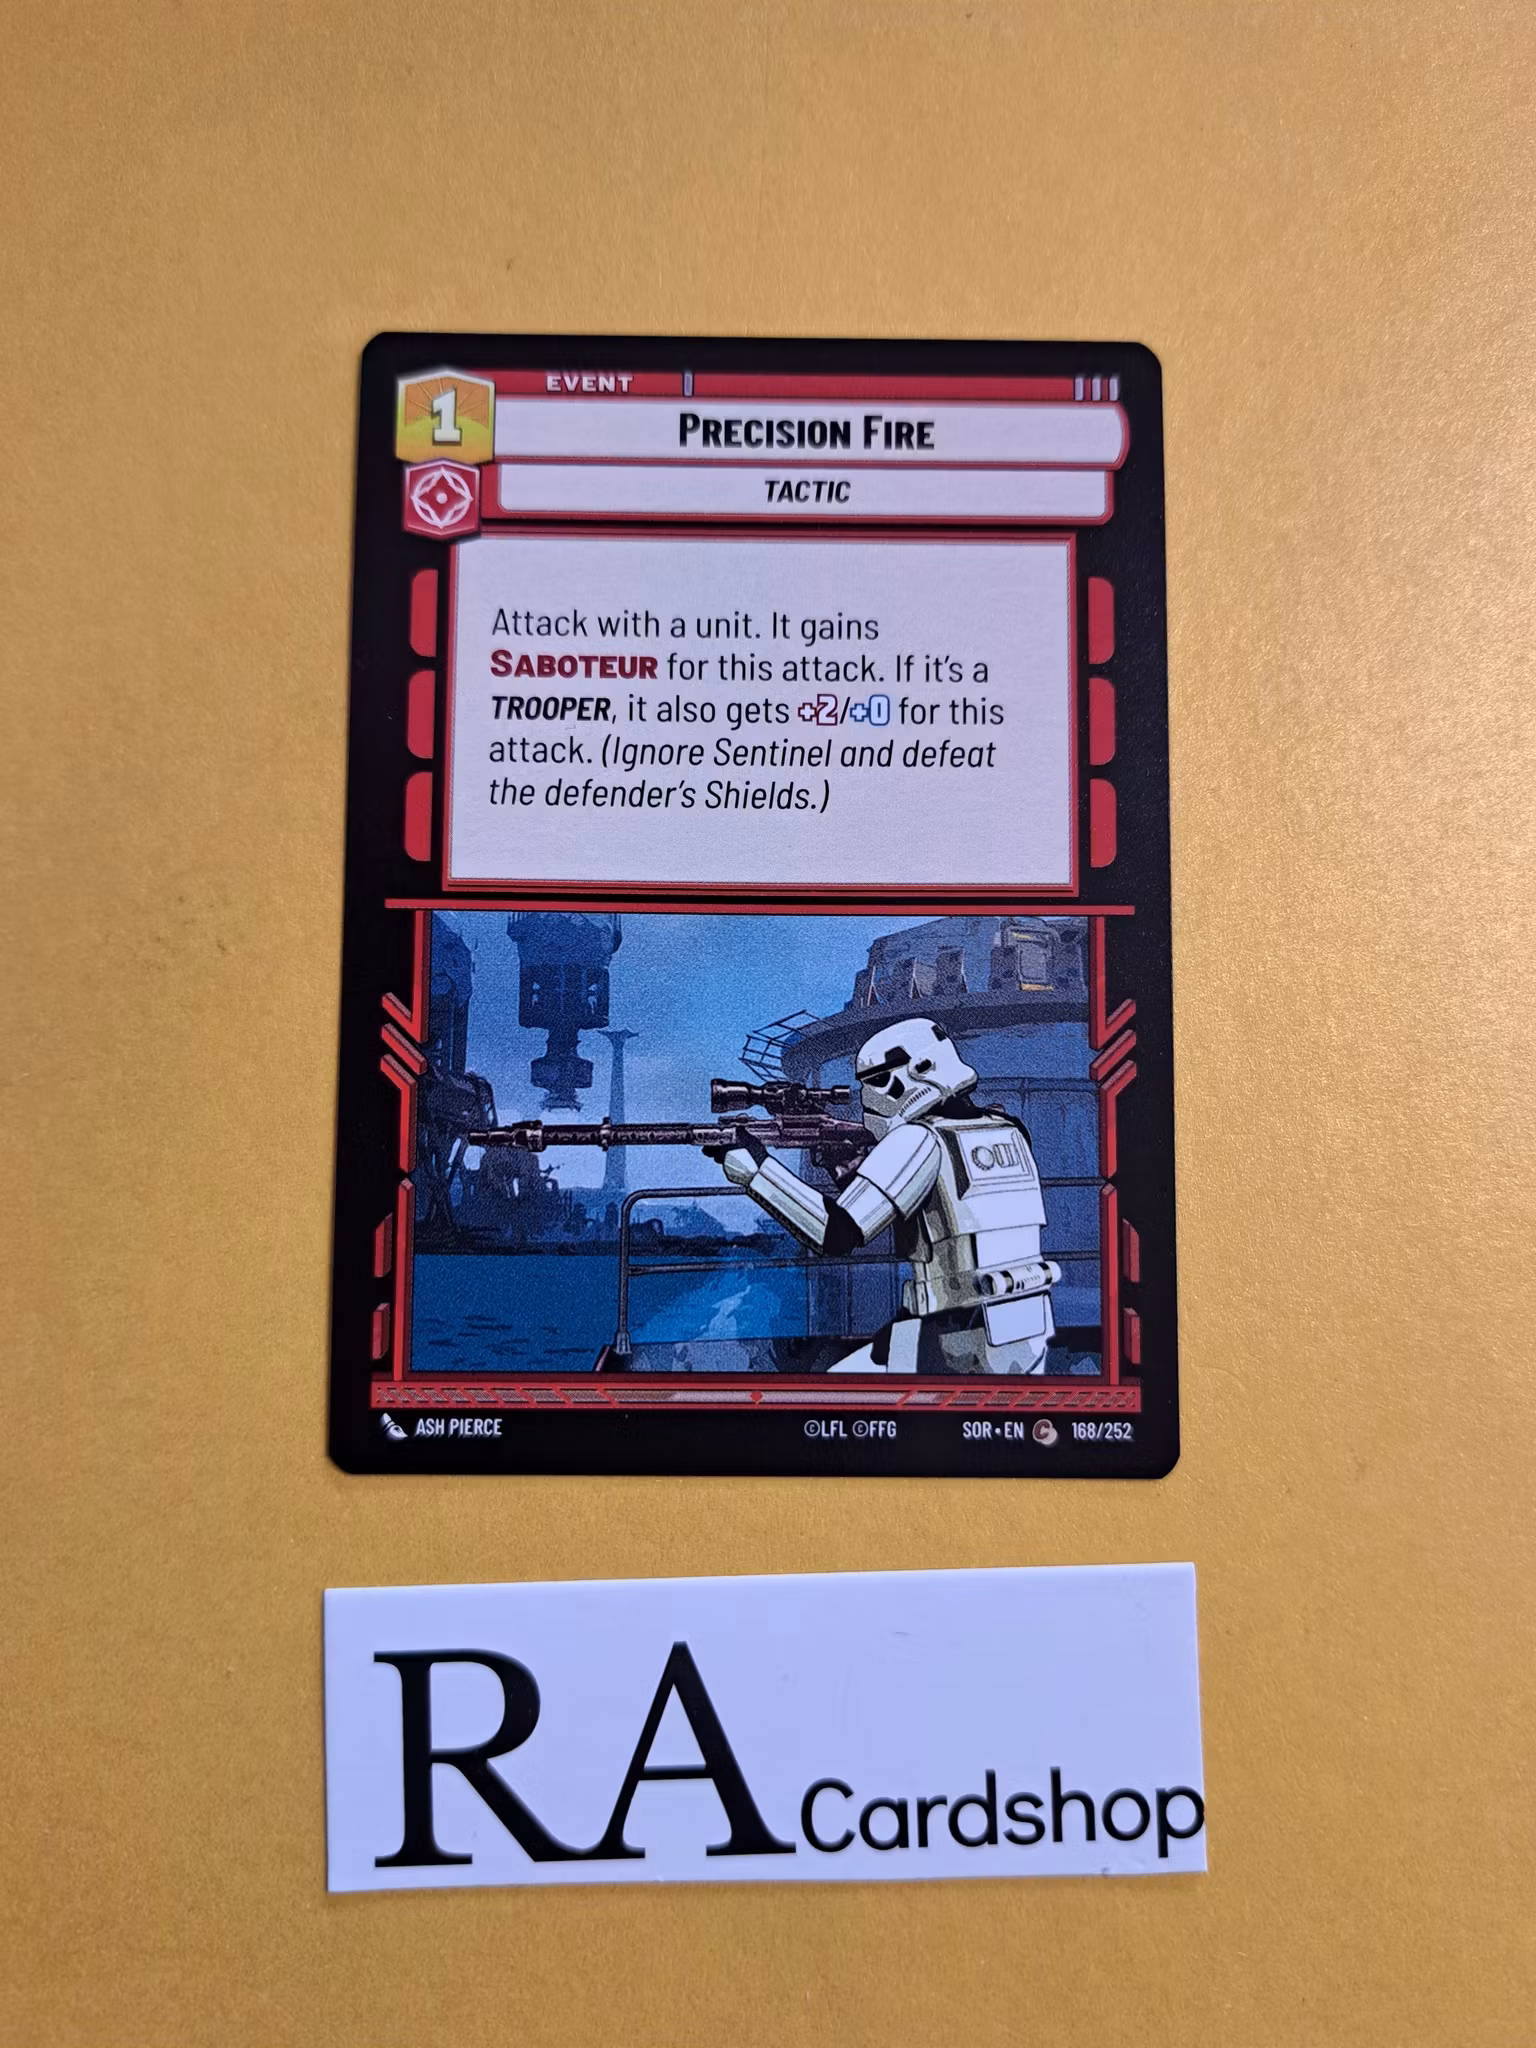 EVENT
1
PRECISION FIRE
TACTIC
Attack with a unit. It gains
SABOTEUR for this attack. If it's a
TROOPER, it also gets +2/+0 for this
attack. (Ignore Sentinel and defeat
the defender's Shields.)
ASH PIERCE ©LFL ©FFG SOR • EN C 168/252
RA Cardshop